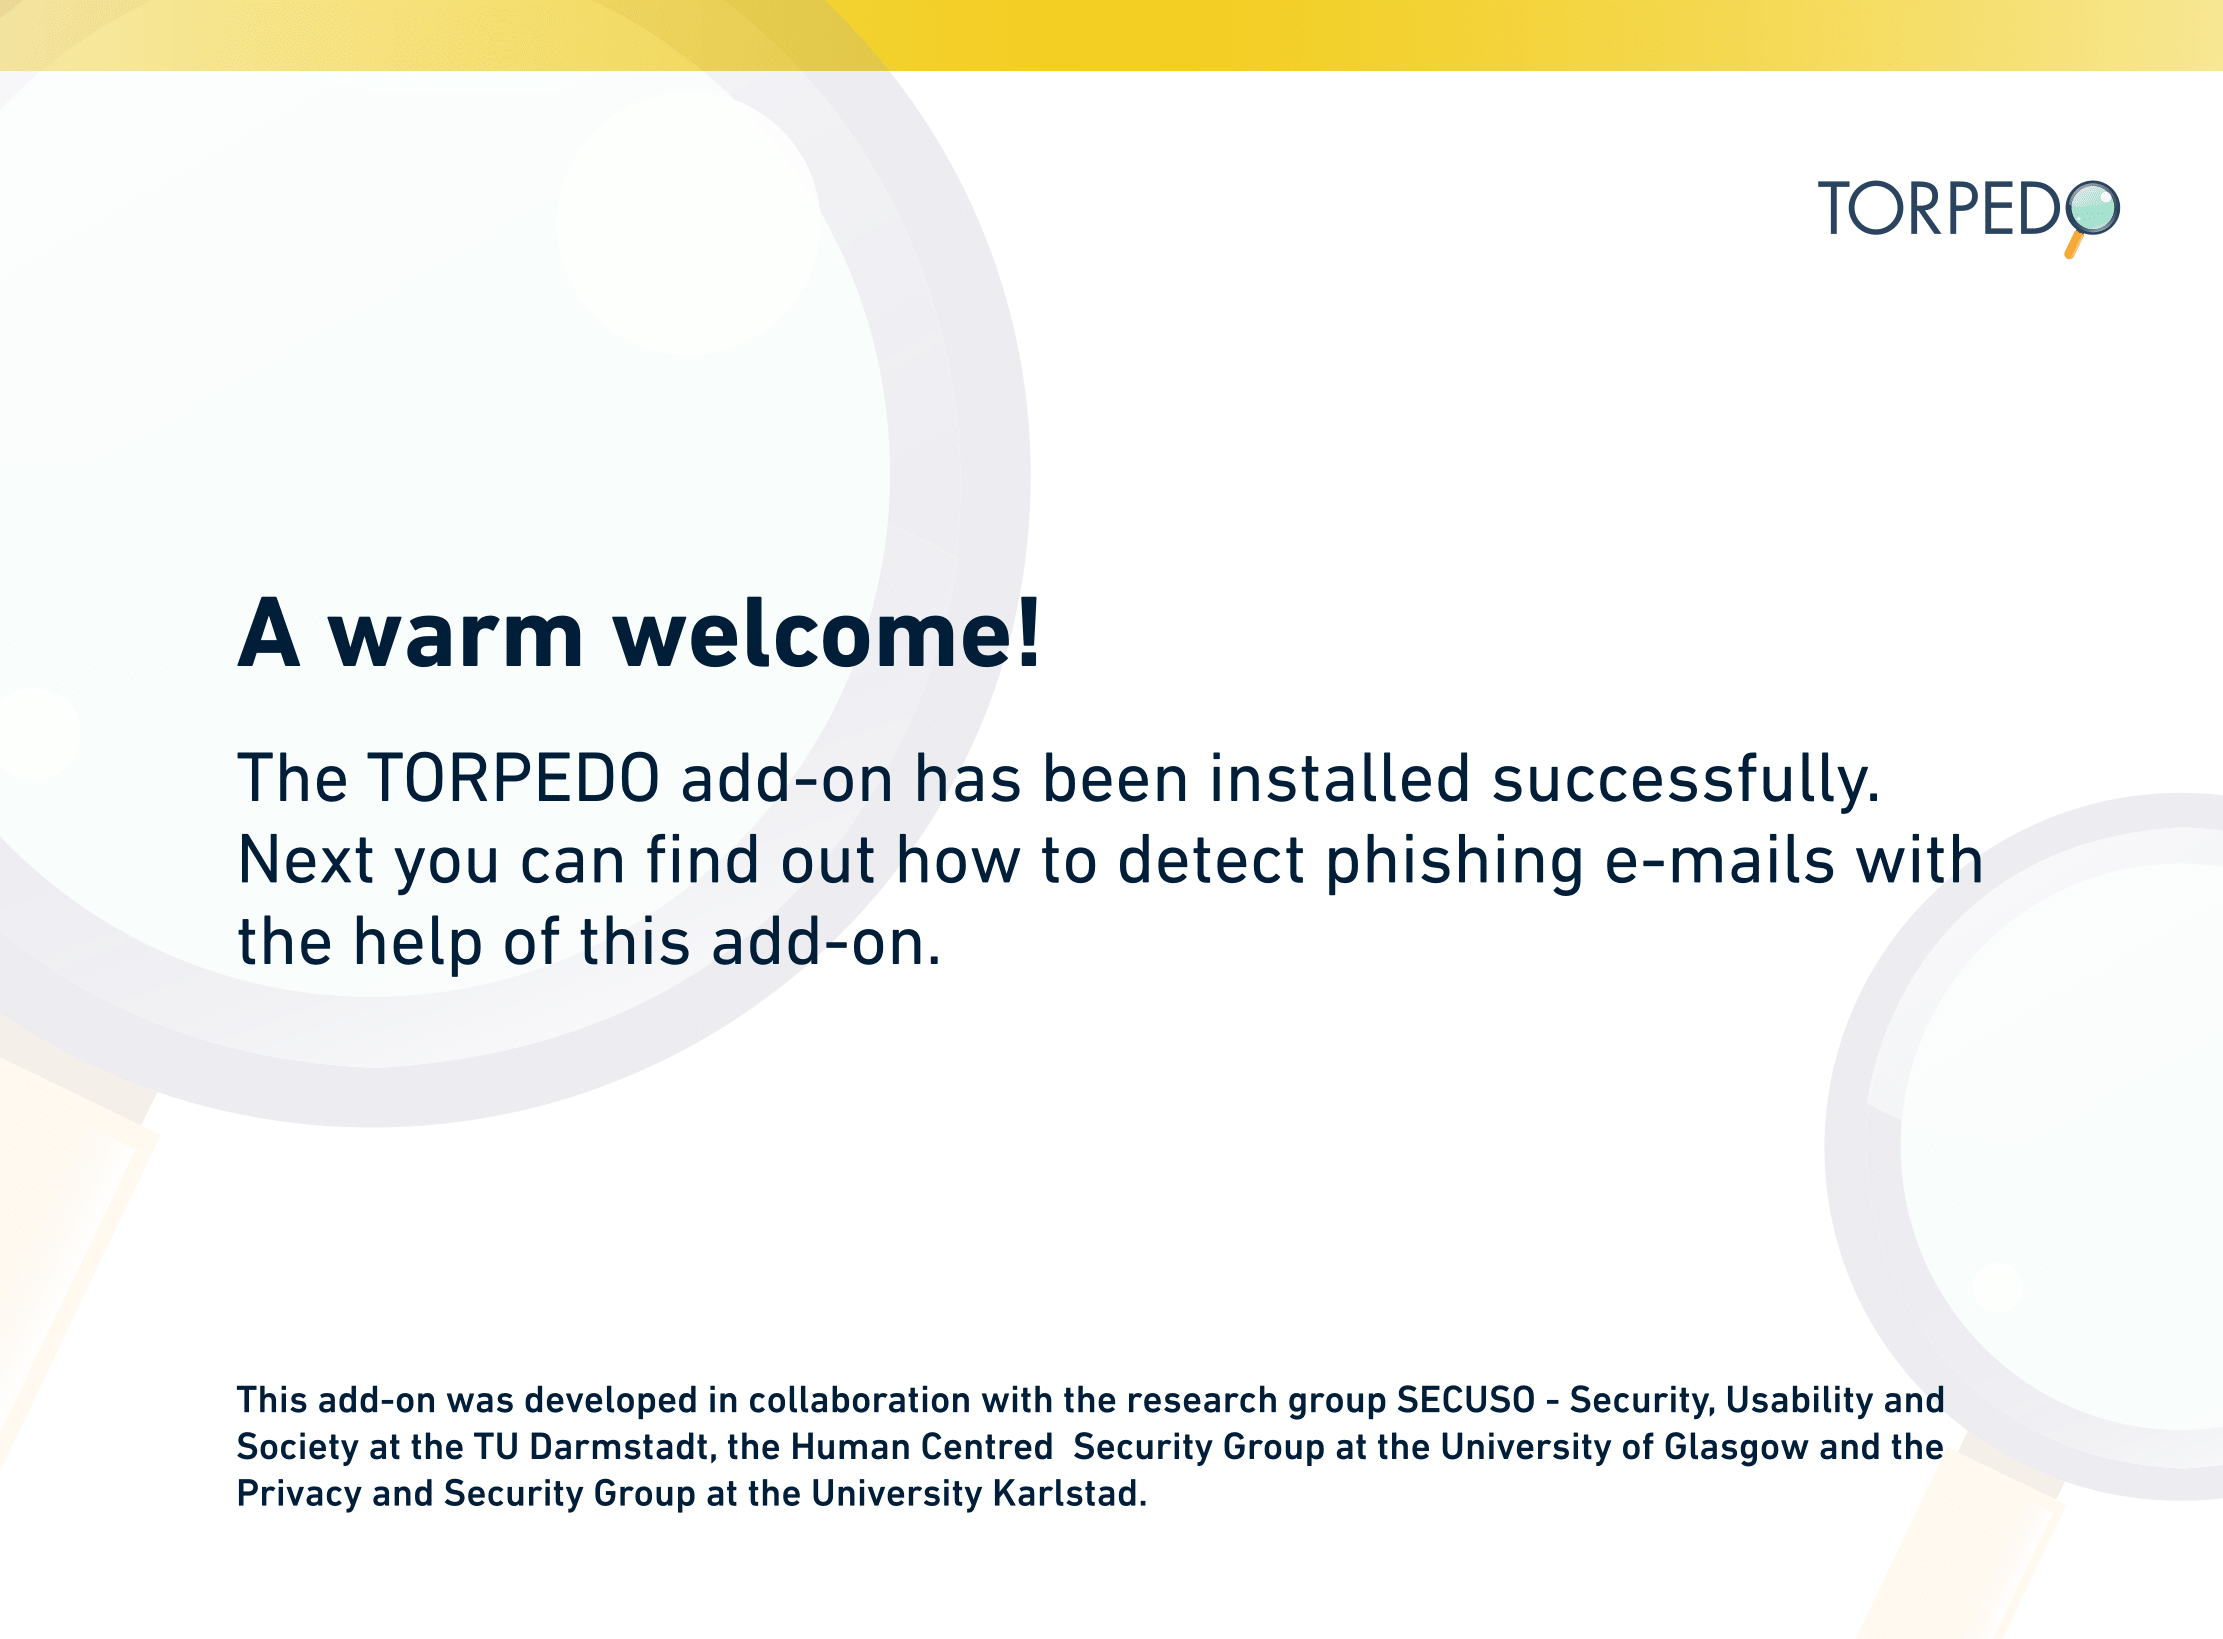 TORPEDO
A warm welcome!
The TORPEDO add-on has been installed successfully.
Next you can find out how to detect phishing e-mails with
the help of this add-on.
This add-on was developed in collaboration with the research group SECUSO - Security, Usability and
Society at the TU Darmstadt, the Human Centred  Security Group at the University of Glasgow and the
Privacy and Security Group at the University Karlstad.